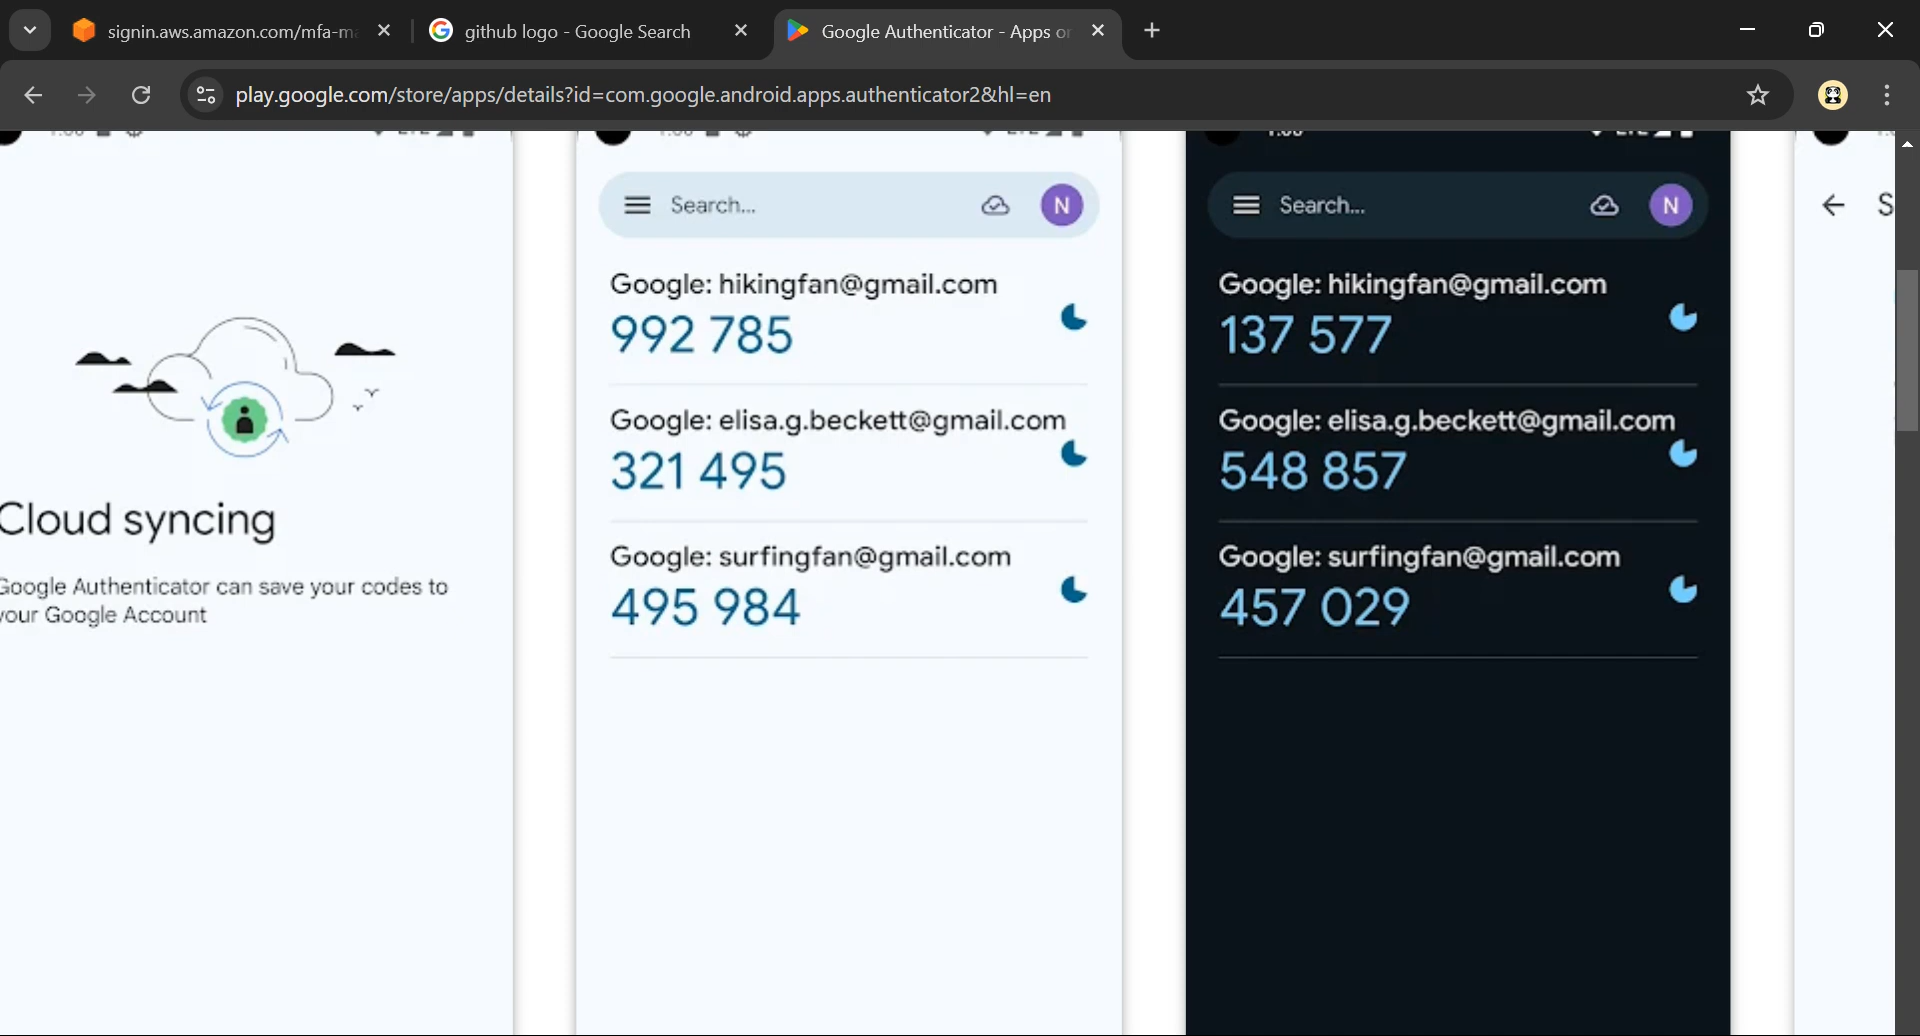 signin.aws.amazon.com/mfa-m
github logo - Google Search
Google Authenticator - Apps o
play.google.com/store/apps/details?id=com.google.android.apps.authenticator2&hl=en
Cloud syncing
Google Authenticator can save your codes to
your Google Account
Search...
N
Google: hikingfan@gmail.com
992 785
Google: elisa.g.beckett@gmail.com
321 495
Google: surfingfan@gmail.com
495 984
Search...
N
Google: hikingfan@gmail.com
137 577
Google: elisa.g.beckett@gmail.com
548 857
Google: surfingfan@gmail.com
457 029
S